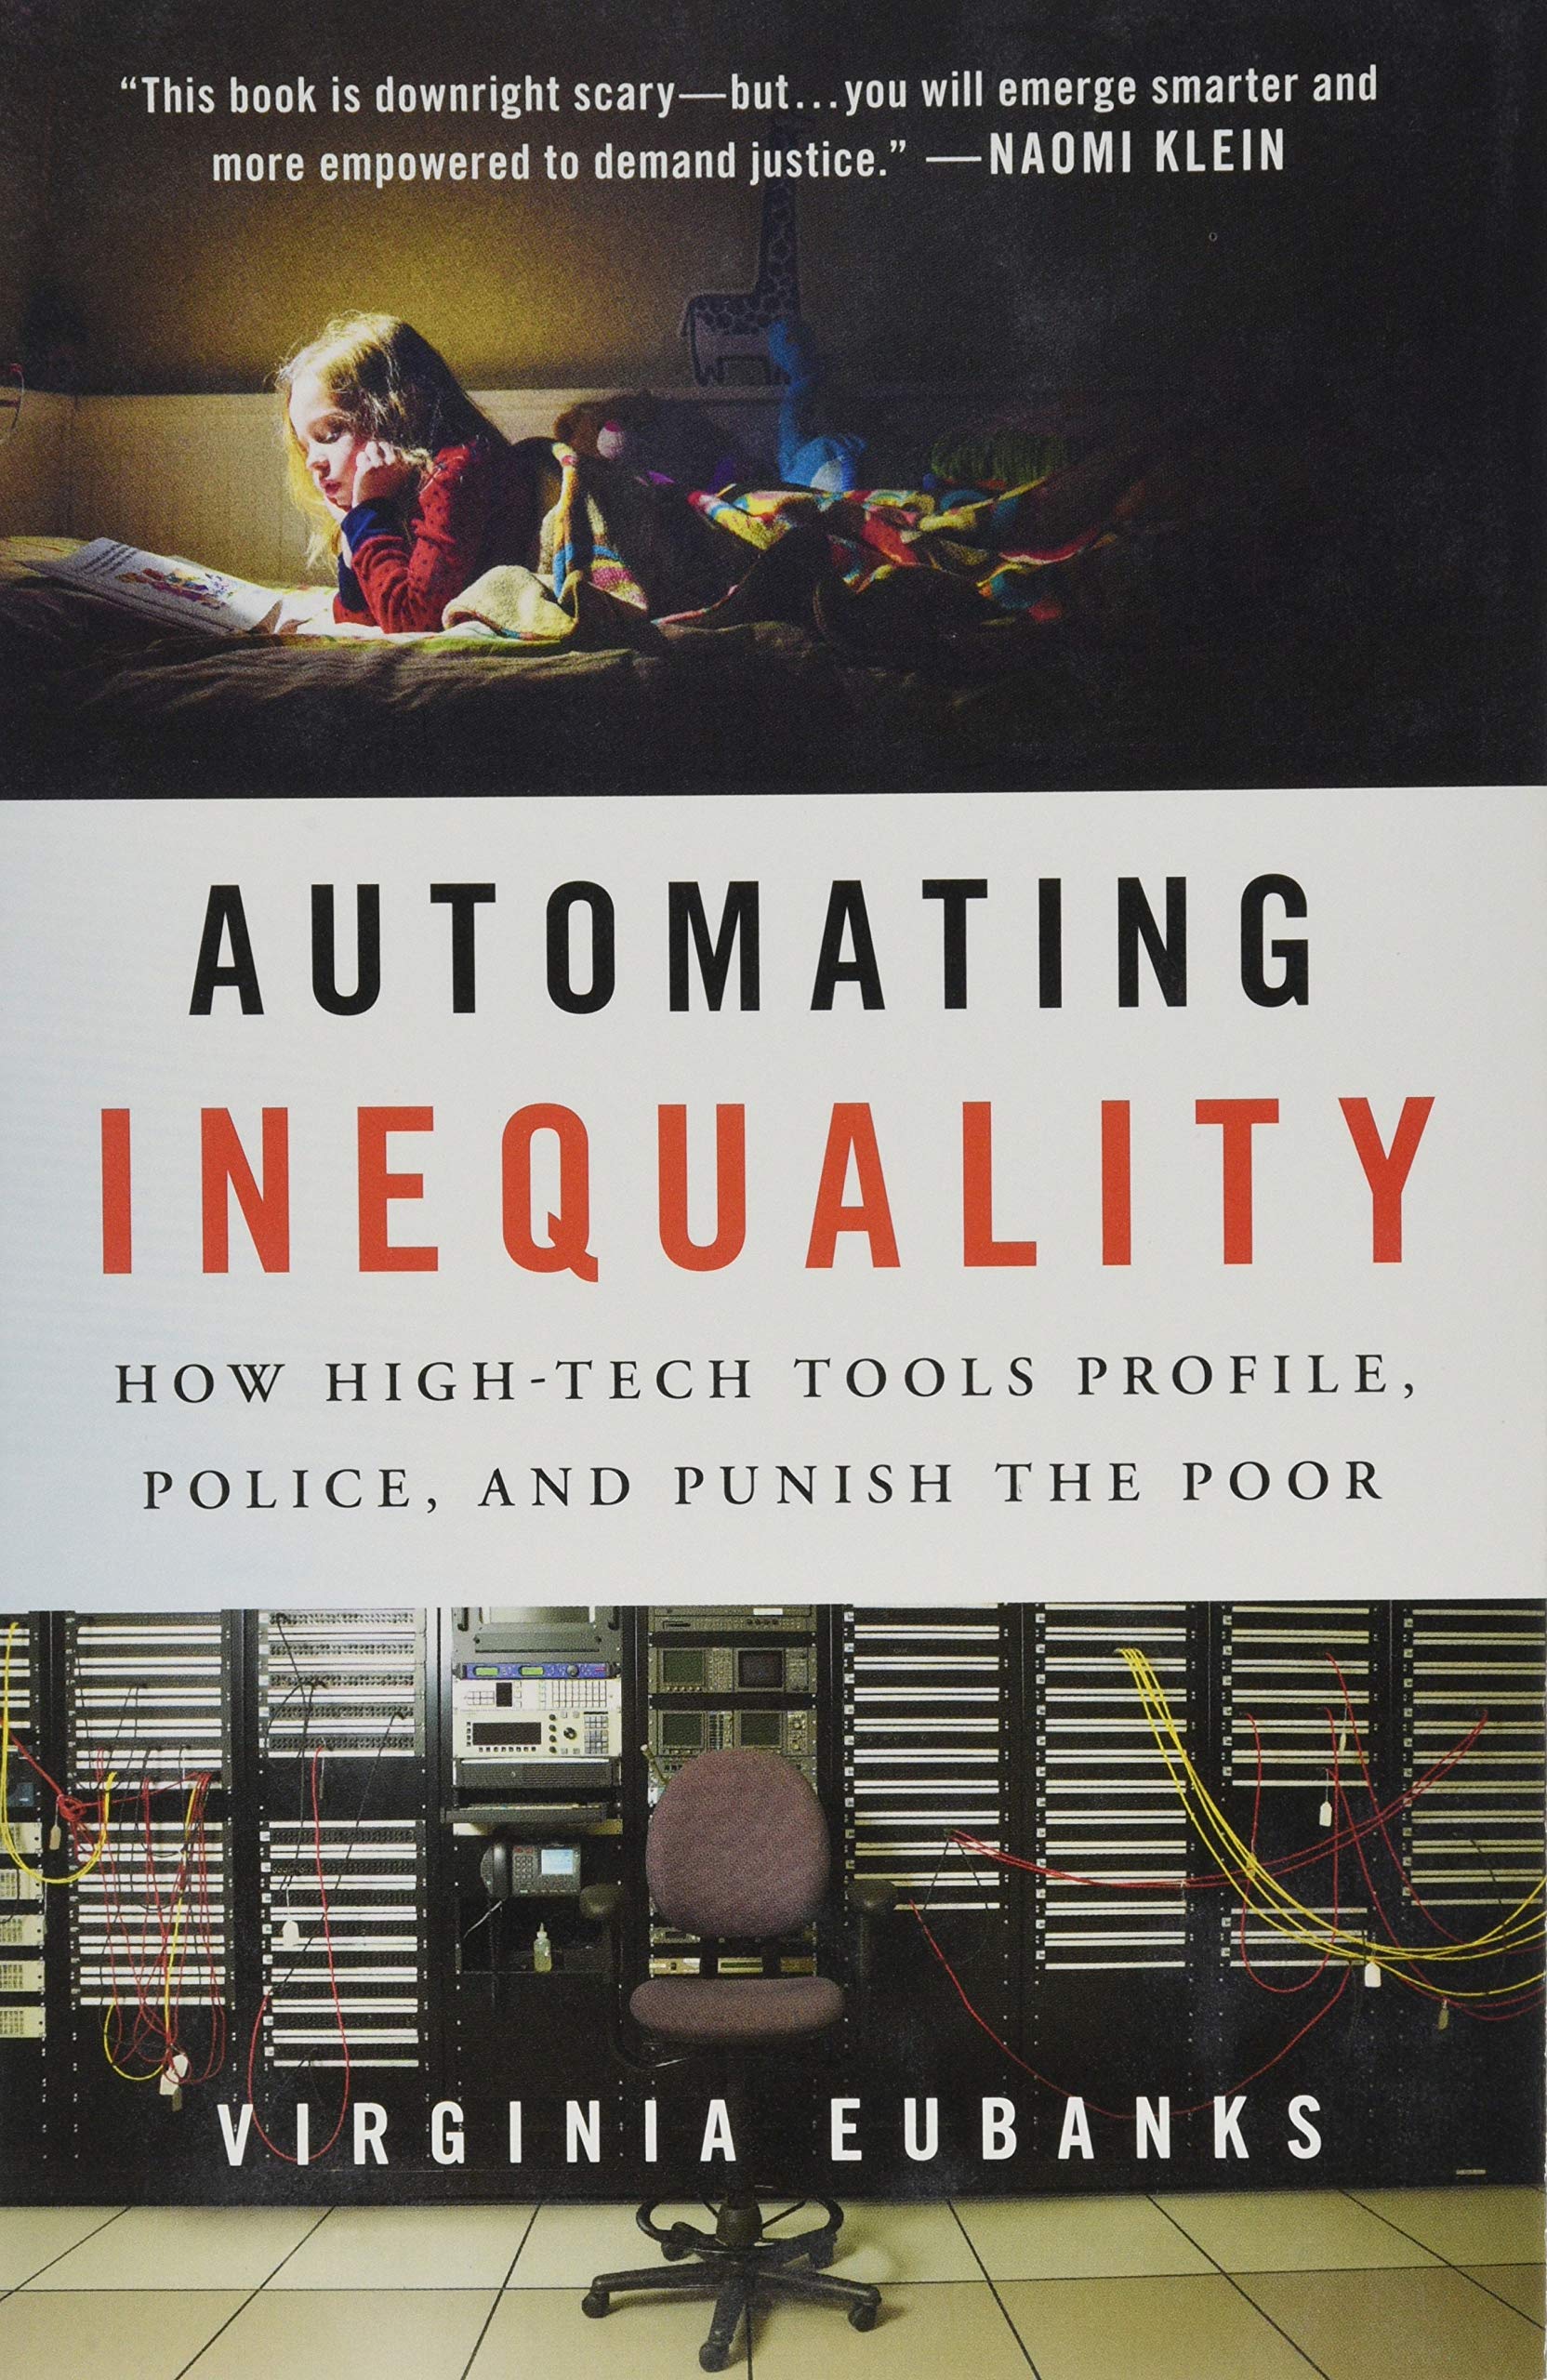 “This book is downright scary—but...you will emerge smarter and
more empowered to demand justice.” —NAOMI KLEIN
AUTOMATING
INEQUALITY
HOW HIGH-TECH TOOLS PROFILE,
POLICE, AND PUNISH THE POOR
VIRGINIA EUBANKS